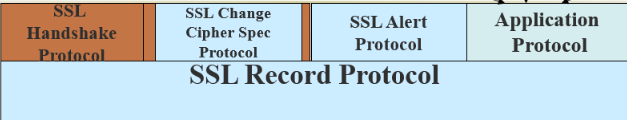 SSL
Handshake
Protocol
SSL Change
Cipher Spec
Protocol
SSL Alert
Protocol
Application
Protocol
SSL Record Protocol